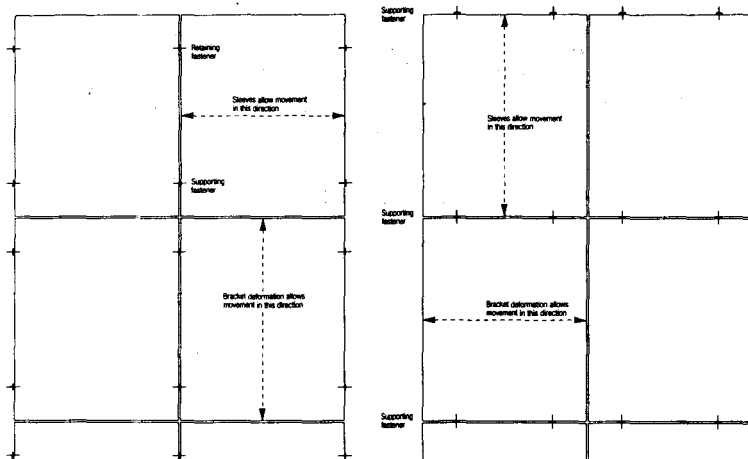 Retaining
fastener
Sleeves allow movement
in this direction
Supporting
fastener
Bracket deformation allows
movement in this direction
Supporting
fastener
Sleeves allow movement
in this direction
Supporting
fastener
Bracket deformation allows
movement in this direction
Supporting
fastener